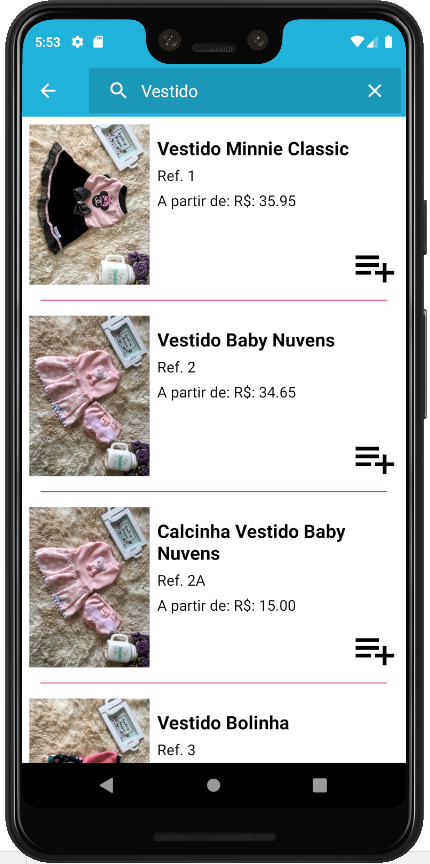 5:53
Vestido
Vestido Minnie Classic
Ref. 1
A partir de: R$: 35.95
Vestido Baby Nuvens
Ref. 2
A partir de: R$: 34.65
Calcinha Vestido Baby
Nuvens
Ref. 2A
A partir de: R$: 15.00
Vestido Bolinha
Ref. 3